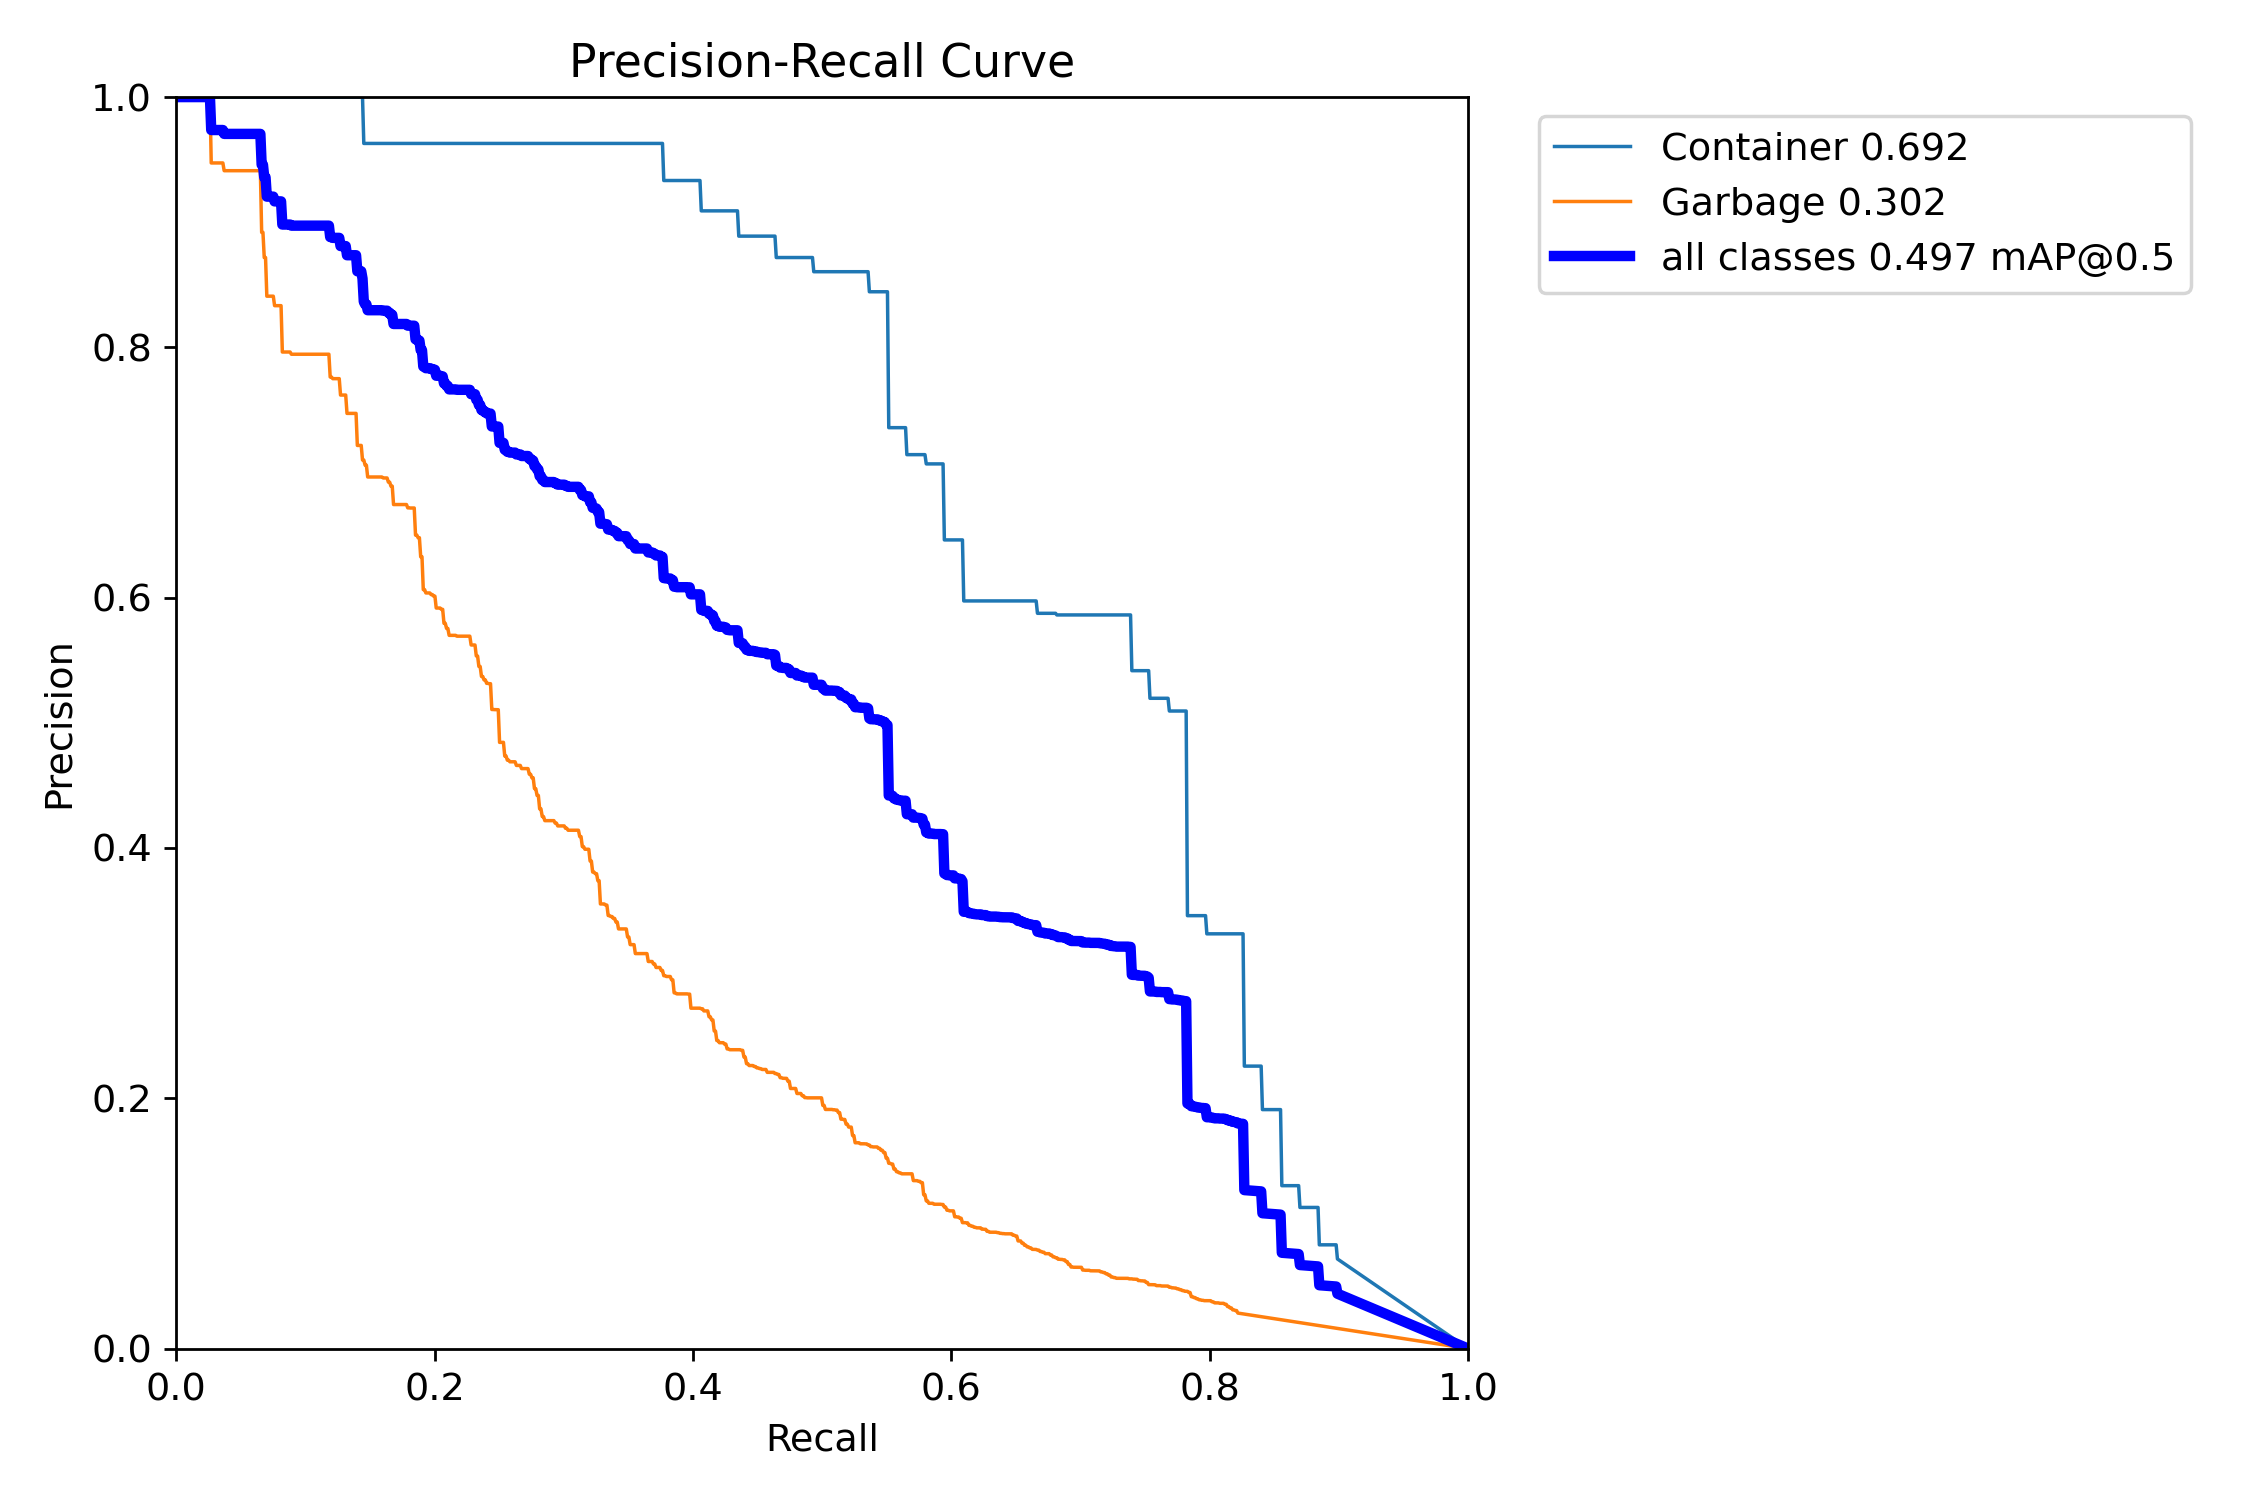 Precision-Recall Curve
1.0
0.8
0.6
0.4
0.2
0.0
Precision
0.0 0.2 0.4 0.6 0.8 1.0
Recall
Container 0.692
Garbage 0.302
all classes 0.497 mAP@0.5